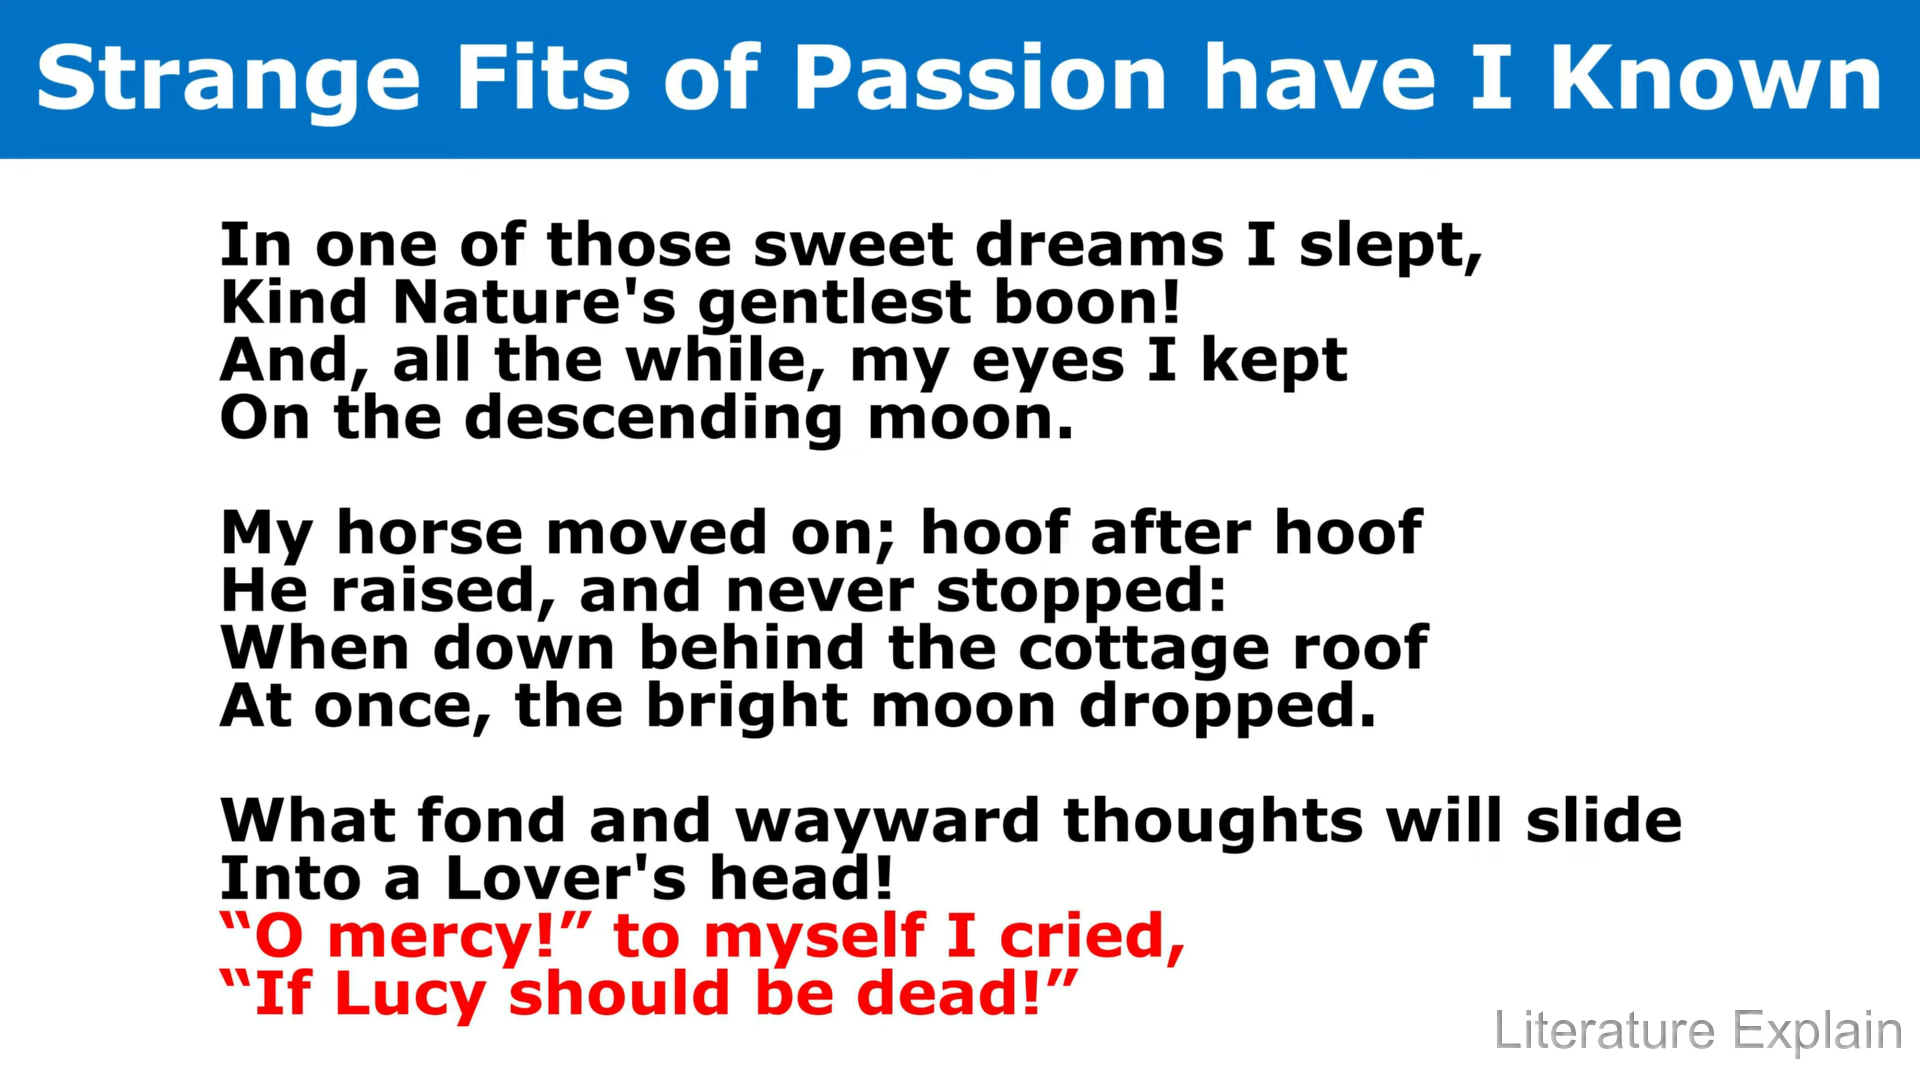 Strange Fits of Passion have I Known
In one of those sweet dreams I slept,
Kind Nature's gentlest boon!
And, all the while, my eyes I kept
On the descending moon.
My horse moved on; hoof after hoof
He raised, and never stopped:
When down behind the cottage roof
At once, the bright moon dropped.
What fond and wayward thoughts will slide
Into a Lover's head!
“O mercy!” to myself I cried,
“If Lucy should be dead!”
Literature Explain